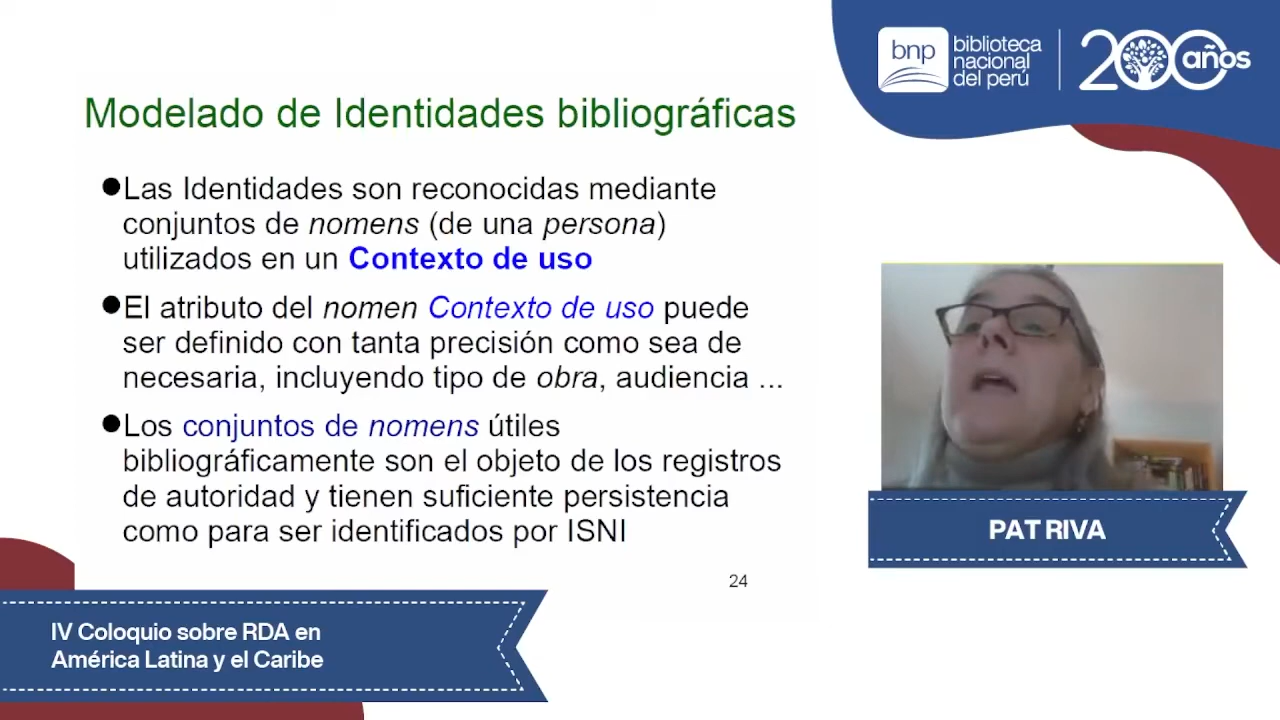 Modelado de Identidades bibliográficas
●Las Identidades son reconocidas mediante
conjuntos de nomens (de una persona)
utilizados en un Contexto de uso
●El atributo del nomen Contexto de uso puede
ser definido con tanta precisión como sea de
necesaria, incluyendo tipo de obra, audiencia ...
●Los conjuntos de nomens útiles
bibliográficamente son el objeto de los registros
de autoridad y tienen suficiente persistencia
como para ser identificados por ISNI
24
bnp
biblioteca
nacional
del perú
200 años
PAT RIVA
IV Coloquio sobre RDA en
América Latina y el Caribe